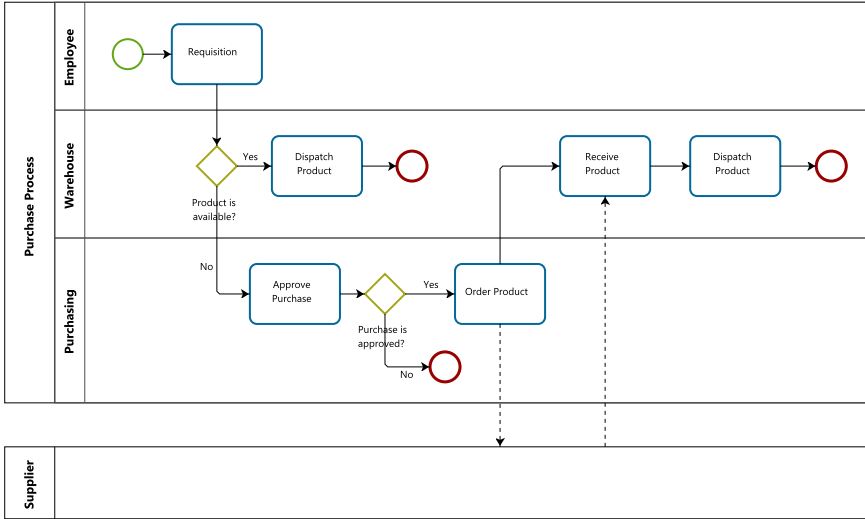 Purchase Process
Employee
Requisition
Warehouse
Yes
Dispatch
Product
Product is
available?
Receive
Product
Dispatch
Product
Purchasing
No
Approve
Purchase
Yes
Order Product
Purchase is
approved?
No
Supplier